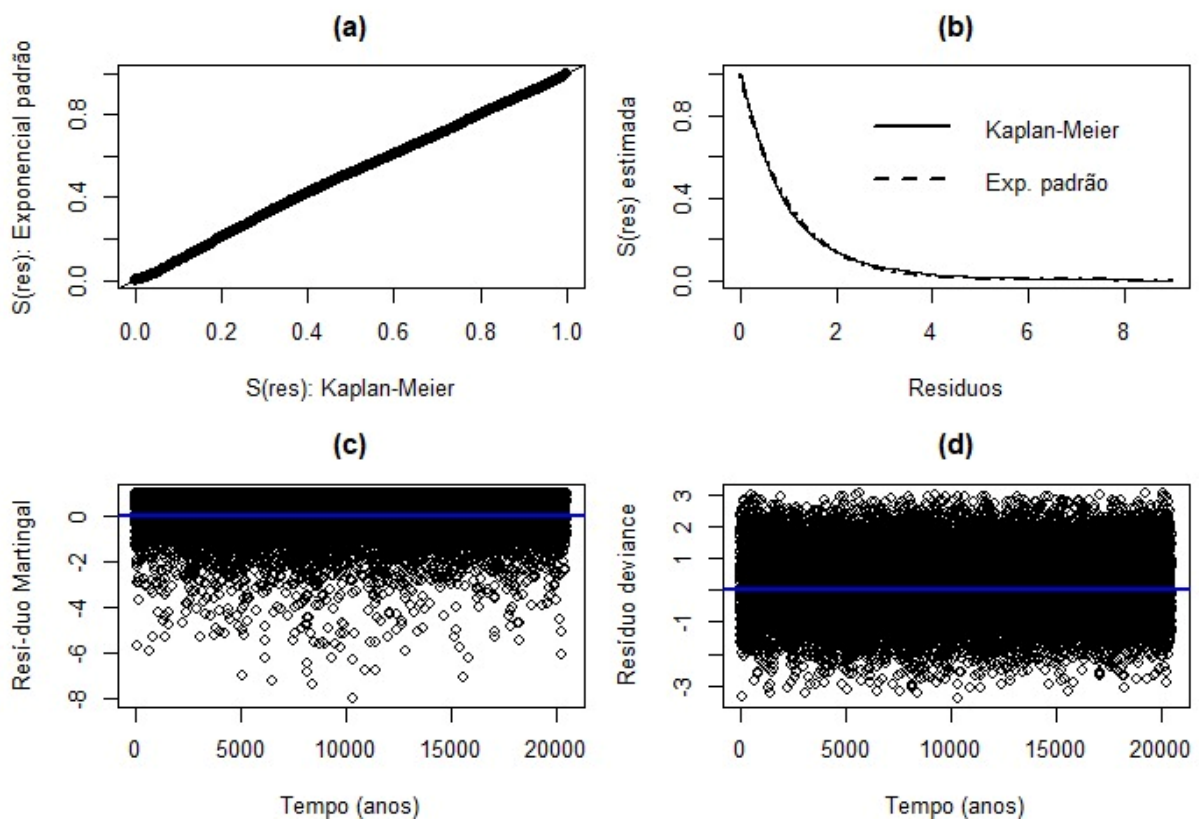 (a)
S(res): Exponencial padrão
0.0 0.4 0.8
0.0 0.2 0.4 0.6 0.8 1.0
S(res): Kaplan-Meier
(b)
S(res) estimada
0.0 0.4 0.8
Kaplan-Meier
Exp. padrão
0 2 4 6 8
Residuos
(c)
Resí-duo Martingal
-8 -6 -4 -2 0
0 5000 10000 15000 20000
Tempo (anos)
(d)
Resíduo deviance
-3 -1 1 2 3
0 5000 10000 15000 20000
Tempo (anos)